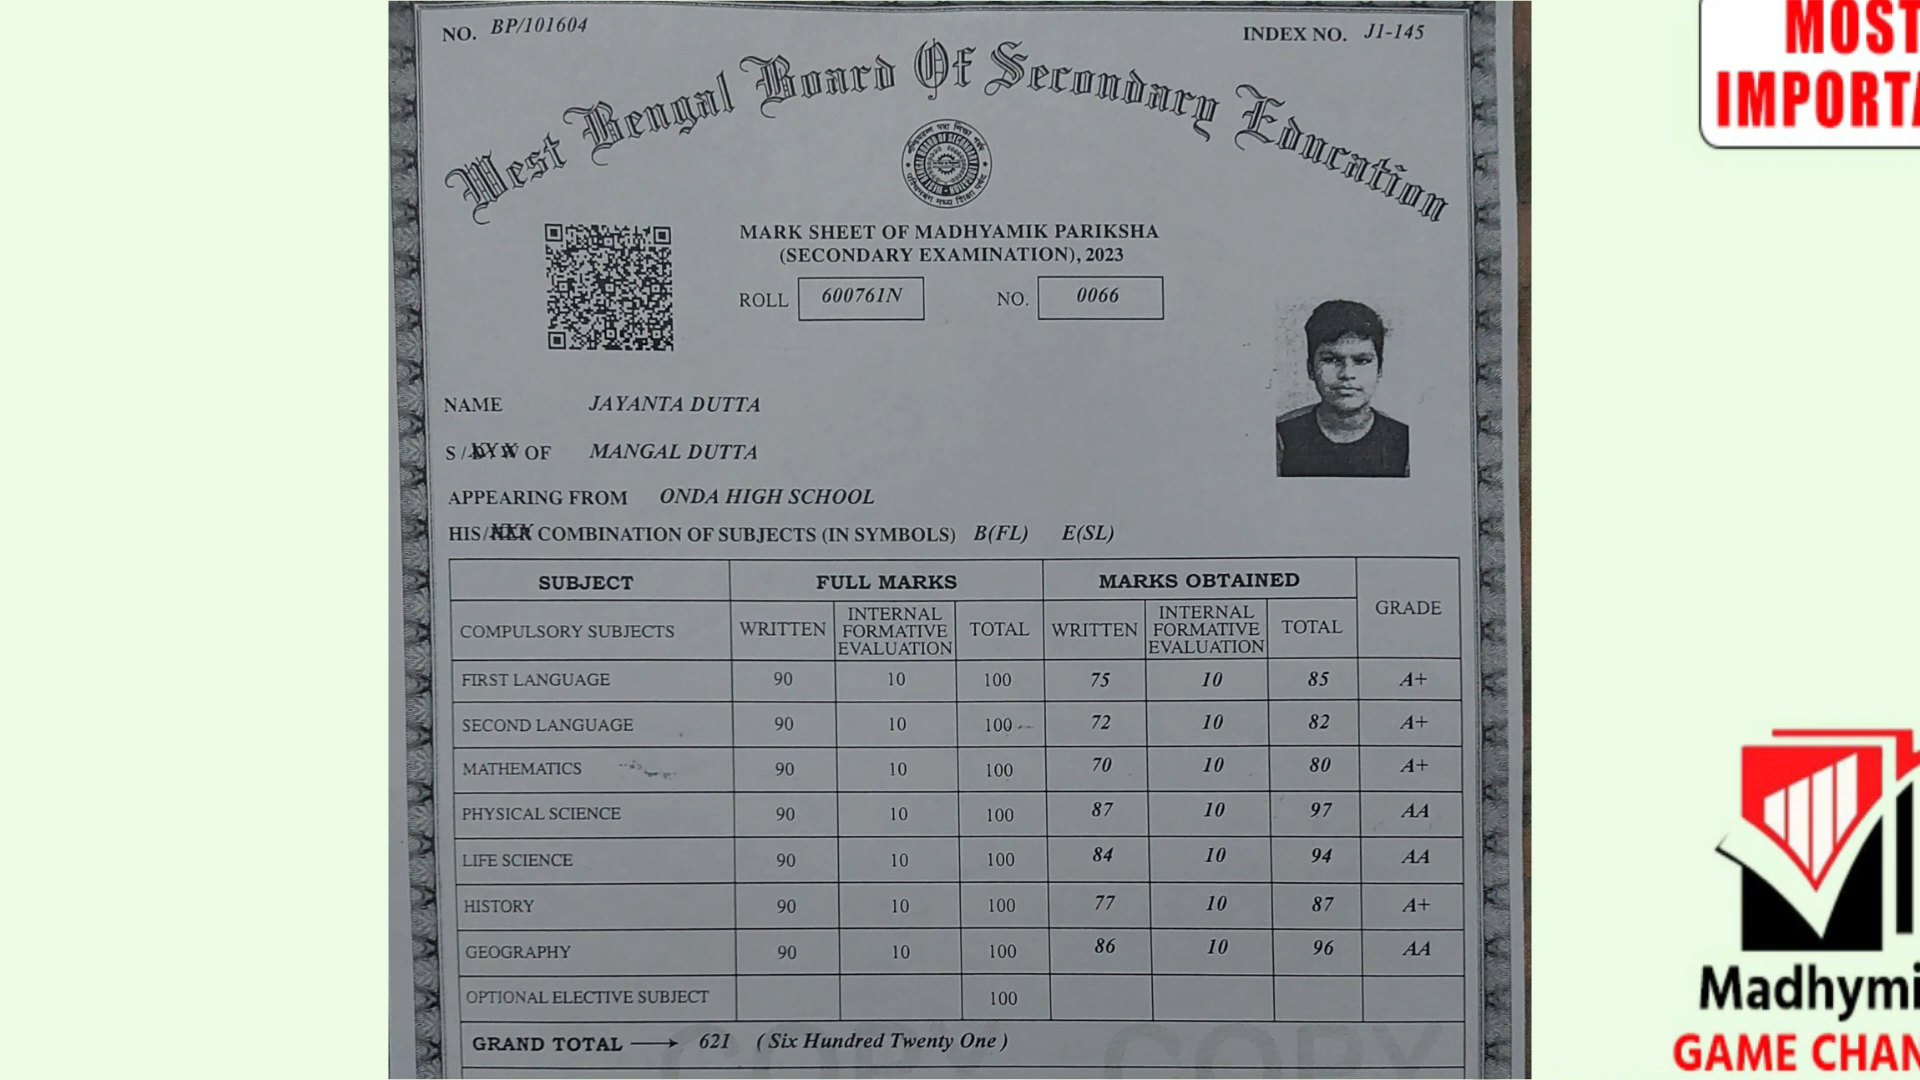 NO. BP/101604
INDEX NO. J1-145
West Bengal Board Of Secondary Education
MARK SHEET OF MADHYAMIK PARIKSHA
(SECONDARY EXAMINATION), 2023
ROLL 600761N NO. 0066
NAME JAYANTA DUTTA
S / OF MANGAL DUTTA
APPEARING FROM ONDA HIGH SCHOOL
HIS/ COMBINATION OF SUBJECTS (IN SYMBOLS) B(FL) E(SL)
SUBJECT FULL MARKS MARKS OBTAINED GRADE
COMPULSORY SUBJECTS WRITTEN INTERNAL FORMATIVE EVALUATION TOTAL WRITTEN INTERNAL FORMATIVE EVALUATION TOTAL
FIRST LANGUAGE 90 10 100 75 10 85 A+
SECOND LANGUAGE 90 10 100 72 10 82 A+
MATHEMATICS 90 10 100 70 10 80 A+
PHYSICAL SCIENCE 90 10 100 87 10 97 AA
LIFE SCIENCE 90 10 100 84 10 94 AA
HISTORY 90 10 100 77 10 87 A+
GEOGRAPHY 90 10 100 86 10 96 AA
OPTIONAL ELECTIVE SUBJECT 100
GRAND TOTAL → 621 ( Six Hundred Twenty One )
COPY COPY
MOST
IMPORTA
Madhymi
GAME CHAN